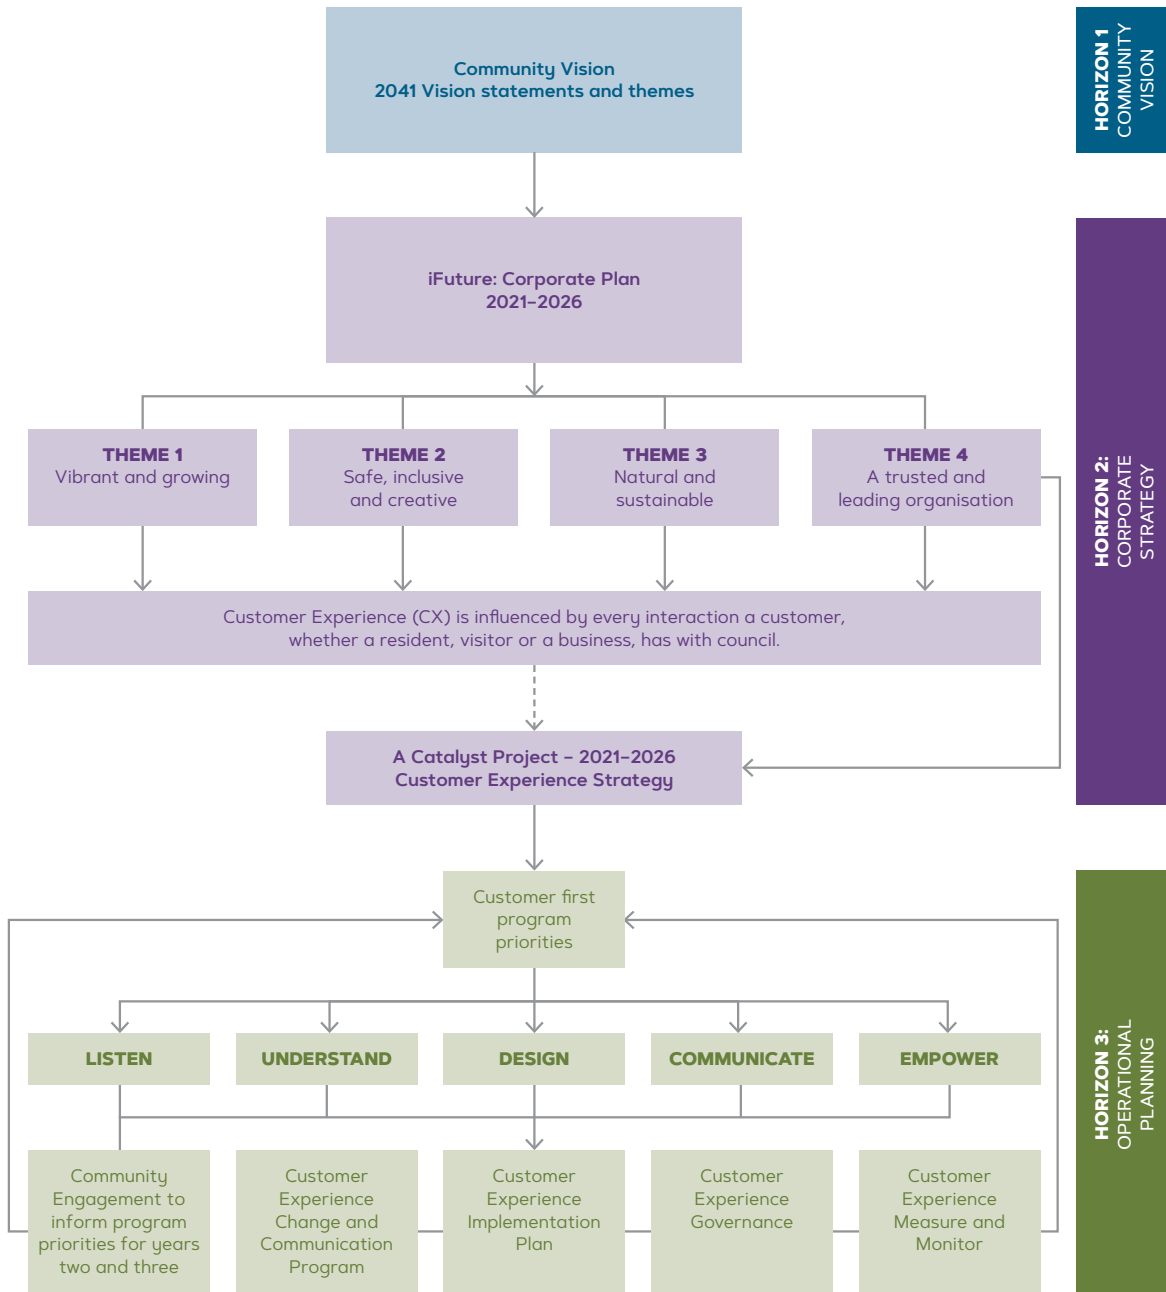 Community Vision
2041 Vision statements and themes
HORIZON 1
COMMUNITY
VISION
iFuture: Corporate Plan
2021–2026
THEME 1
Vibrant and growing
THEME 2
Safe, inclusive
and creative
THEME 3
Natural and
sustainable
THEME 4
A trusted and
leading organisation
HORIZON 2:
CORPORATE
STRATEGY
Customer Experience (CX) is influenced by every interaction a customer,
whether a resident, visitor or a business, has with council.
A Catalyst Project – 2021–2026
Customer Experience Strategy
Customer first
program
priorities
LISTEN
UNDERSTAND
DESIGN
COMMUNICATE
EMPOWER
HORIZON 3:
OPERATIONAL
PLANNING
Community
Engagement to
inform program
priorities for years
two and three
Customer
Experience
Change and
Communication
Program
Customer
Experience
Implementation
Plan
Customer
Experience
Governance
Customer
Experience
Measure and
Monitor